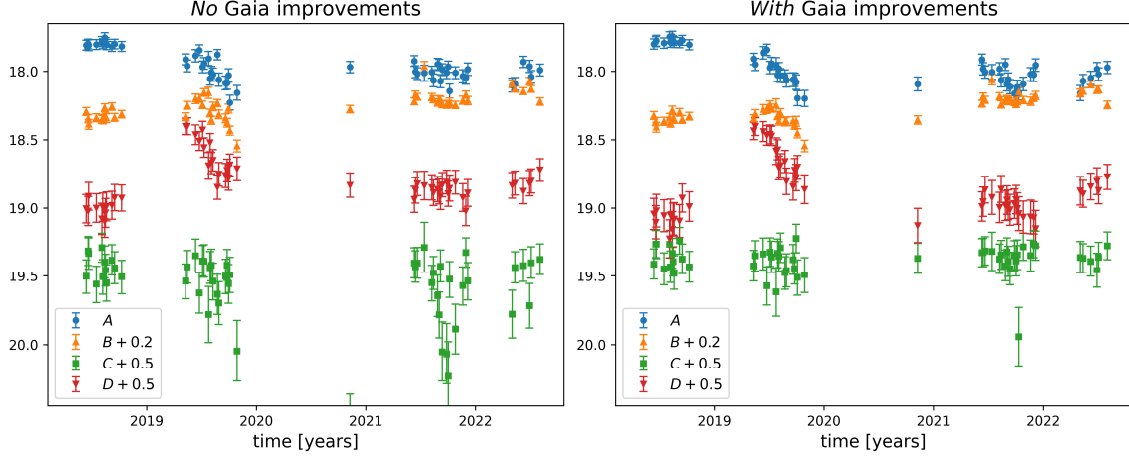 No Gaia improvements
18.0
18.5
19.0
19.5
20.0
A
B + 0.2
C + 0.5
D + 0.5
2019
2020
2021
2022
time [years]
With Gaia improvements
18.0
18.5
19.0
19.5
20.0
A
B + 0.2
C + 0.5
D + 0.5
2019
2020
2021
2022
time [years]